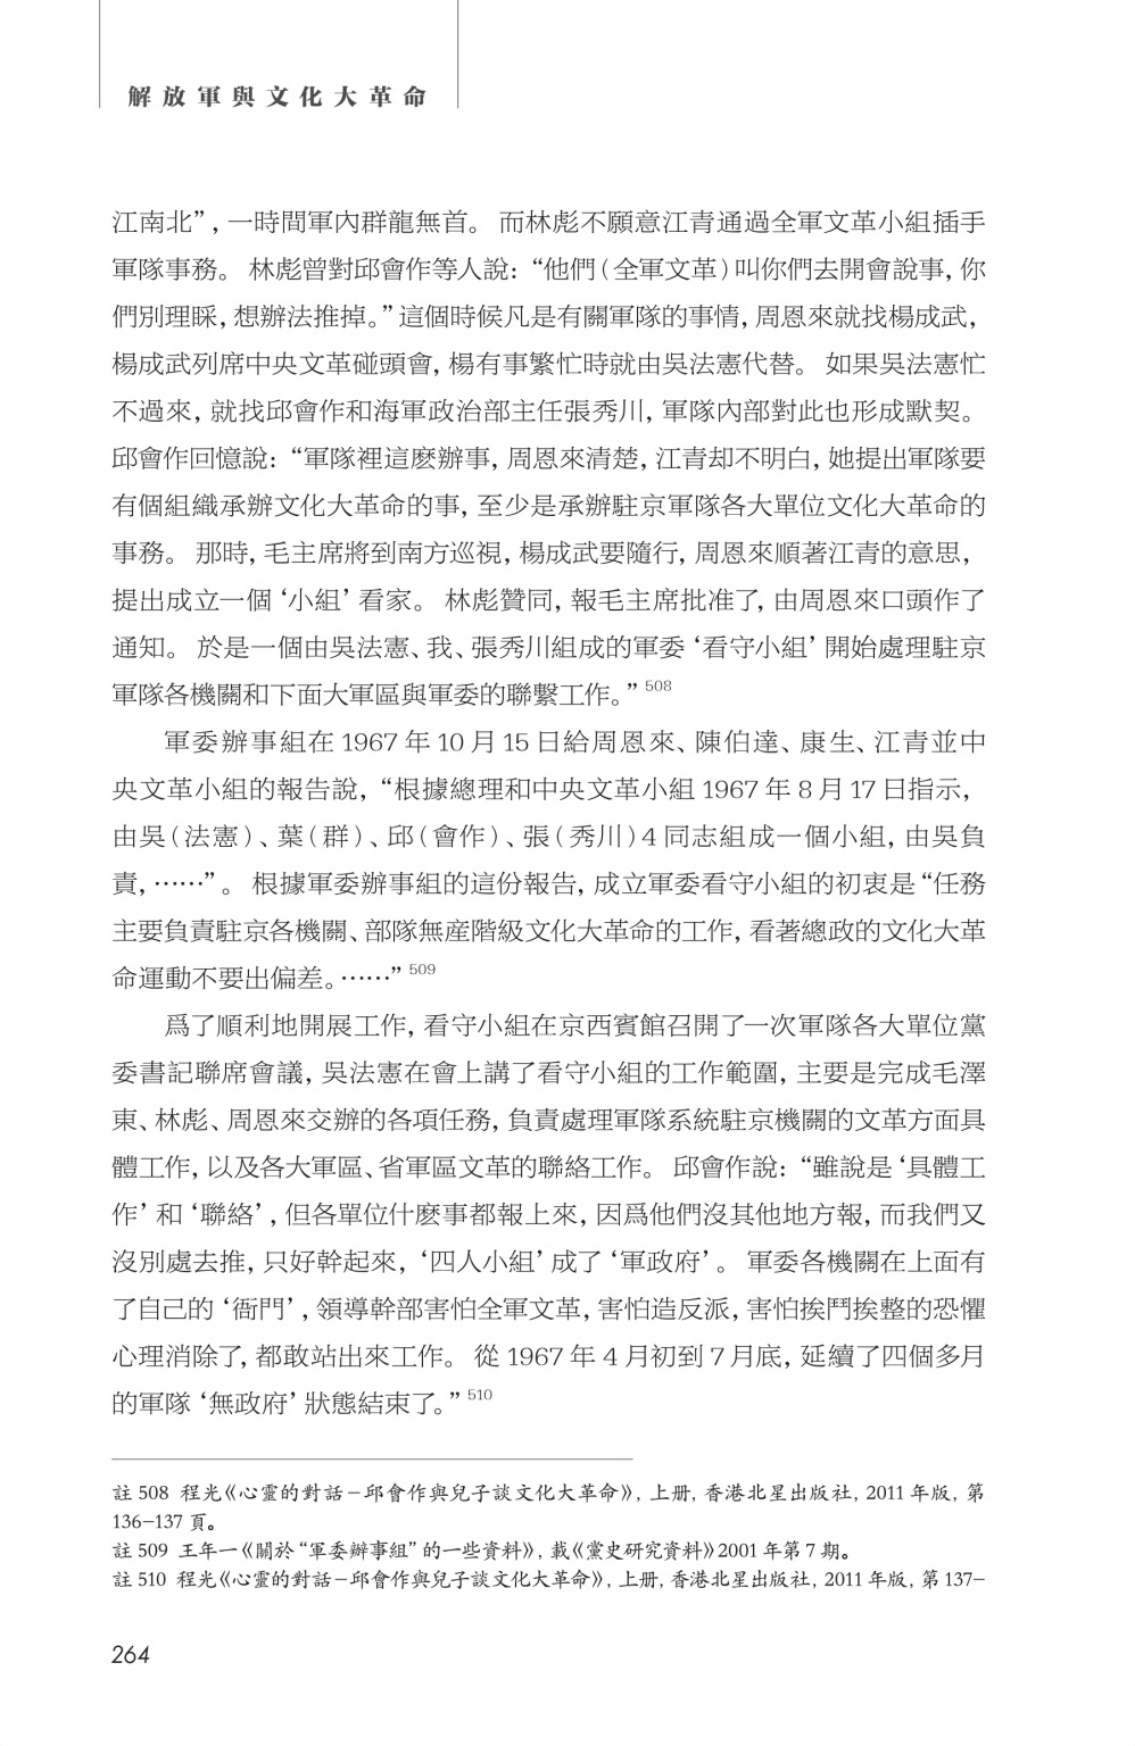 解放軍與文化大革命
江南北”，一時間軍內群龍無首。 而林彪不願意江青通過全軍文革小組插手
軍隊事務。 林彪曾對邱會作等人說：“他們（全軍文革）叫你們去開會說事，你
們別理睬，想辦法推掉。”這個時候凡是有關軍隊的事情，周恩來就找楊成武，
楊成武列席中央文革碰頭會，楊有事繁忙時就由吳法憲代替。 如果吳法憲忙
不過來，就找邱會作和海軍政治部主任張秀川，軍隊內部對此也形成默契。
邱會作回憶說：“軍隊裡這麼辦事，周恩來清楚，江青却不明白，她提出軍隊要
有個組織承辦文化大革命的事，至少是承辦駐京軍隊各大單位文化大革命的
事務。 那時，毛主席將到南方巡視，楊成武要隨行，周恩來順著江青的意思，
提出成立一個‘小組’看家。 林彪贊同，報毛主席批准了，由周恩來口頭作了
通知。 於是一個由吳法憲、我、張秀川組成的軍委‘看守小組’開始處理駐京
軍隊各機關和下面大軍區與軍委的聯繫工作。”508
軍委辦事組在 1967 年 10 月 15 日給周恩來、陳伯達、康生、江青並中
央文革小組的報告說，“根據總理和中央文革小組 1967 年 8 月 17 日指示，
由吳（法憲）、葉（群）、邱（會作）、張（秀川）4 同志組成一個小組，由吳負
責，……”。 根據軍委辦事組的這份報告，成立軍委看守小組的初衷是“任務
主要負責駐京各機關、部隊無産階級文化大革命的工作，看著總政的文化大革
命運動不要出偏差。……”509
爲了順利地開展工作，看守小組在京西賓館召開了一次軍隊各大單位黨
委書記聯席會議，吳法憲在會上講了看守小組的工作範圍，主要是完成毛澤
東、林彪、周恩來交辦的各項任務，負責處理軍隊系統駐京機關的文革方面具
體工作，以及各大軍區、省軍區文革的聯絡工作。 邱會作說：“雖說是‘具體工
作’和‘聯絡’，但各單位什麽事都報上來，因爲他們沒其他地方報，而我們又
沒別處去推，只好幹起來，‘四人小組’成了‘軍政府’。 軍委各機關在上面有
了自己的‘衙門’，領導幹部害怕全軍文革，害怕造反派，害怕挨鬥挨整的恐懼
心理消除了，都敢站出來工作。 從 1967 年 4 月初到 7 月底，延續了四個多月
的軍隊‘無政府’狀態結束了。”510
註 508 程光《心靈的對話－邱會作與兒子談文化大革命》，上册，香港北星出版社，2011 年版，第
136–137 頁。
註 509 王年一《關於“軍委辦事組”的一些資料》，載《黨史研究資料》2001 年第 7 期。
註 510 程光《心靈的對話－邱會作與兒子談文化大革命》，上册，香港北星出版社，2011 年版，第 137–
264